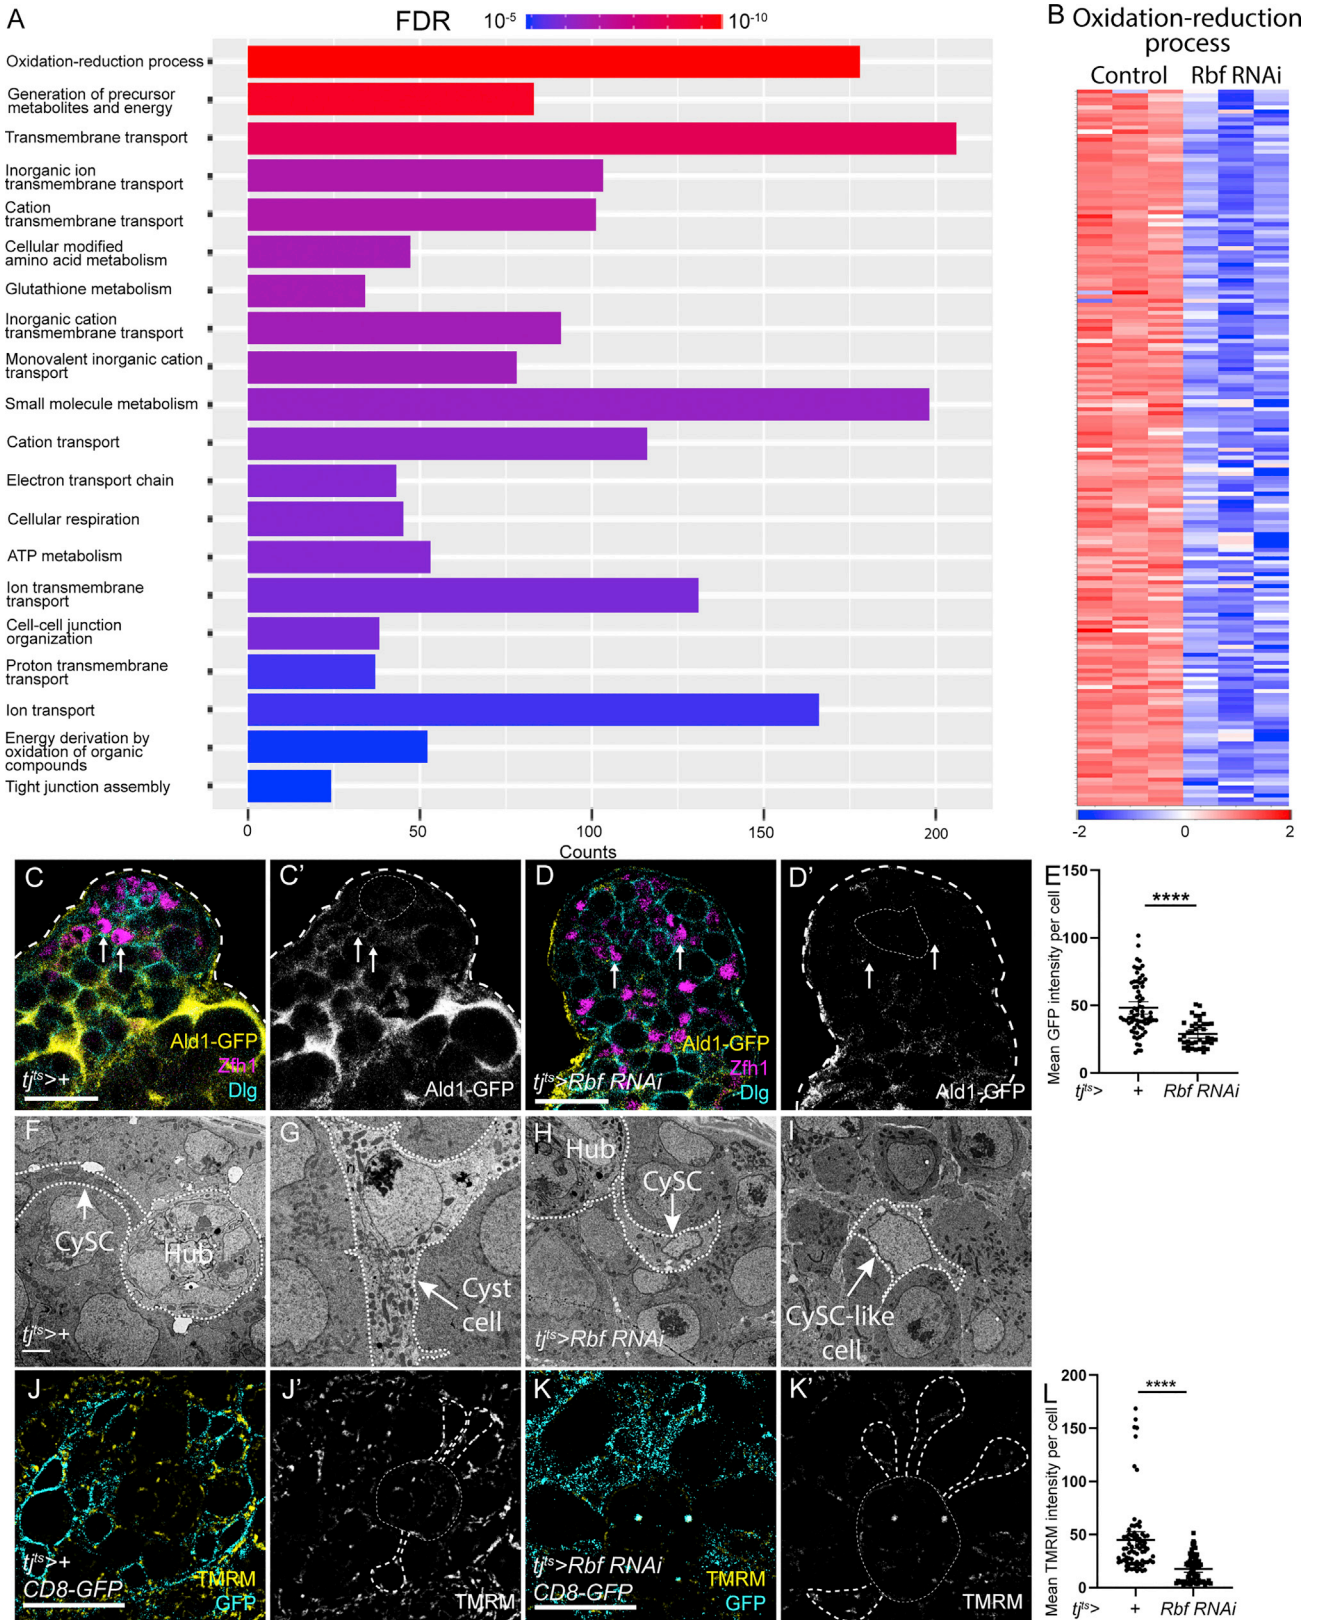 A
FDR 10-5 10-10
Oxidation-reduction process
Generation of precursor
metabolites and energy
Transmembrane transport
Inorganic ion
transmembrane transport
Cation
transmembrane transport
Cellular modified
amino acid metabolism
Glutathione metabolism
Inorganic cation
transmembrane transport
Monovalent inorganic cation
transport
Small molecule metabolism
Cation transport
Electron transport chain
Cellular respiration
ATP metabolism
Ion transmembrane
transport
Cell-cell junction
organization
Proton transmembrane
transport
Ion transport
Energy derivation by
oxidation of organic
compounds
Tight junction assembly
0 50 100 150 200
Counts
B Oxidation-reduction
process
Control Rbf RNAi
-2 0 2
C
tjts>+
Ald1-GFP
Zfh1
Dlg
C'
Ald1-GFP
D
tjts>Rbf RNAi
Ald1-GFP
Zfh1
Dlg
D'
Ald1-GFP
E
Mean GFP intensity per cell
150
100
50
0
****
tjts> + Rbf RNAi
F
CySC
Hub
tjts>+
G
Cyst
cell
H
Hub
CySC
tjts>Rbf RNAi
I
CySC-like
cell
J
tjts>+
CD8-GFP
TMRM
GFP
J'
TMRM
K
tjts>Rbf RNAi
CD8-GFP
TMRM
GFP
K'
TMRM
L
Mean TMRM intensity per cell
200
150
100
50
0
****
tjts> + Rbf RNAi